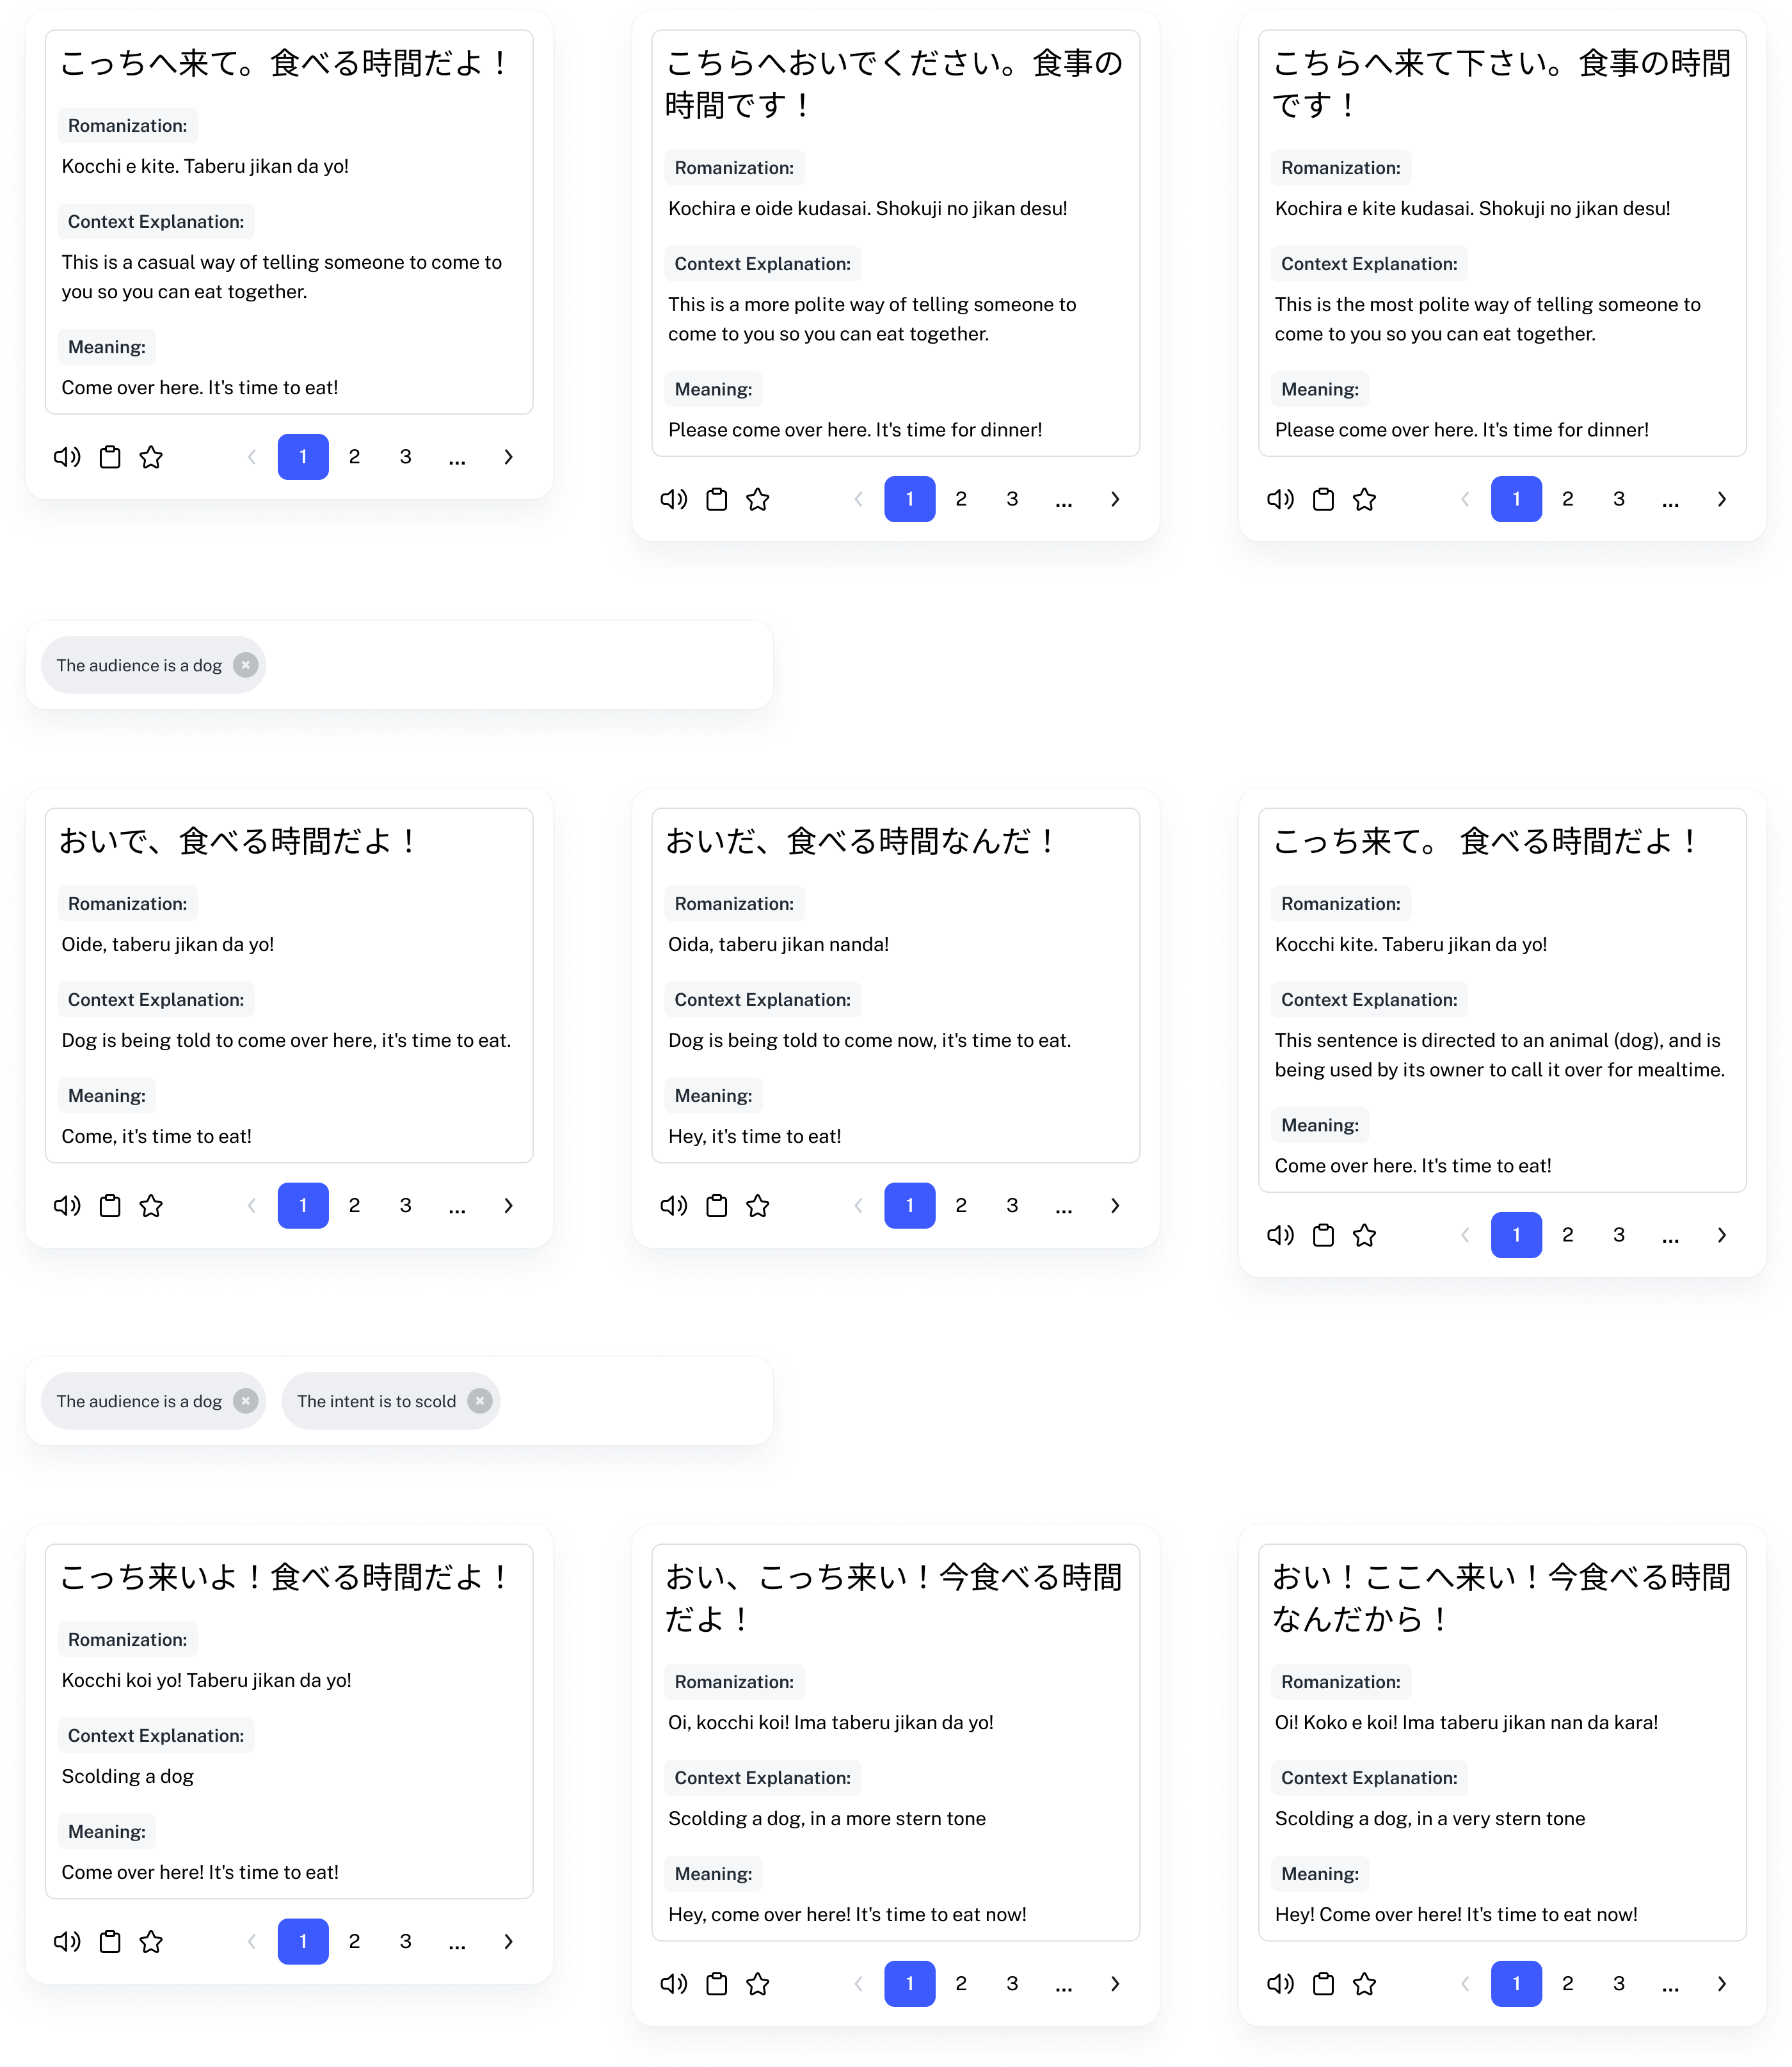 こっちへ来て。食べる時間だよ！
Romanization:
Kocchi e kite. Taberu jikan da yo!
Context Explanation:
This is a casual way of telling someone to come to
you so you can eat together.
Meaning:
Come over here. It's time to eat!
1 2 3 ...
こちらへおいでください。食事の
時間です！
Romanization:
Kochira e oide kudasai. Shokuji no jikan desu!
Context Explanation:
This is a more polite way of telling someone to
come to you so you can eat together.
Meaning:
Please come over here. It's time for dinner!
1 2 3 ...
こちらへ来て下さい。食事の時間
です！
Romanization:
Kochira e kite kudasai. Shokuji no jikan desu!
Context Explanation:
This is the most polite way of telling someone to
come to you so you can eat together.
Meaning:
Please come over here. It's time for dinner!
1 2 3 ...
The audience is a dog
おいで、食べる時間だよ！
Romanization:
Oide, taberu jikan da yo!
Context Explanation:
Dog is being told to come over here, it's time to eat.
Meaning:
Come, it's time to eat!
1 2 3 ...
おいだ、食べる時間なんだ！
Romanization:
Oida, taberu jikan nanda!
Context Explanation:
Dog is being told to come now, it's time to eat.
Meaning:
Hey, it's time to eat!
1 2 3 ...
こっち来て。 食べる時間だよ！
Romanization:
Kocchi kite. Taberu jikan da yo!
Context Explanation:
This sentence is directed to an animal (dog), and is
being used by its owner to call it over for mealtime.
Meaning:
Come over here. It's time to eat!
1 2 3 ...
The audience is a dog
The intent is to scold
こっち来いよ！食べる時間だよ！
Romanization:
Kocchi koi yo! Taberu jikan da yo!
Context Explanation:
Scolding a dog
Meaning:
Come over here! It's time to eat!
1 2 3 ...
おい、こっち来い！今食べる時間
だよ！
Romanization:
Oi, kocchi koi! Ima taberu jikan da yo!
Context Explanation:
Scolding a dog, in a more stern tone
Meaning:
Hey, come over here! It's time to eat now!
1 2 3 ...
おい！ここへ来い！今食べる時間
なんだから！
Romanization:
Oi! Koko e koi! Ima taberu jikan nan da kara!
Context Explanation:
Scolding a dog, in a very stern tone
Meaning:
Hey! Come over here! It's time to eat now!
1 2 3 ...